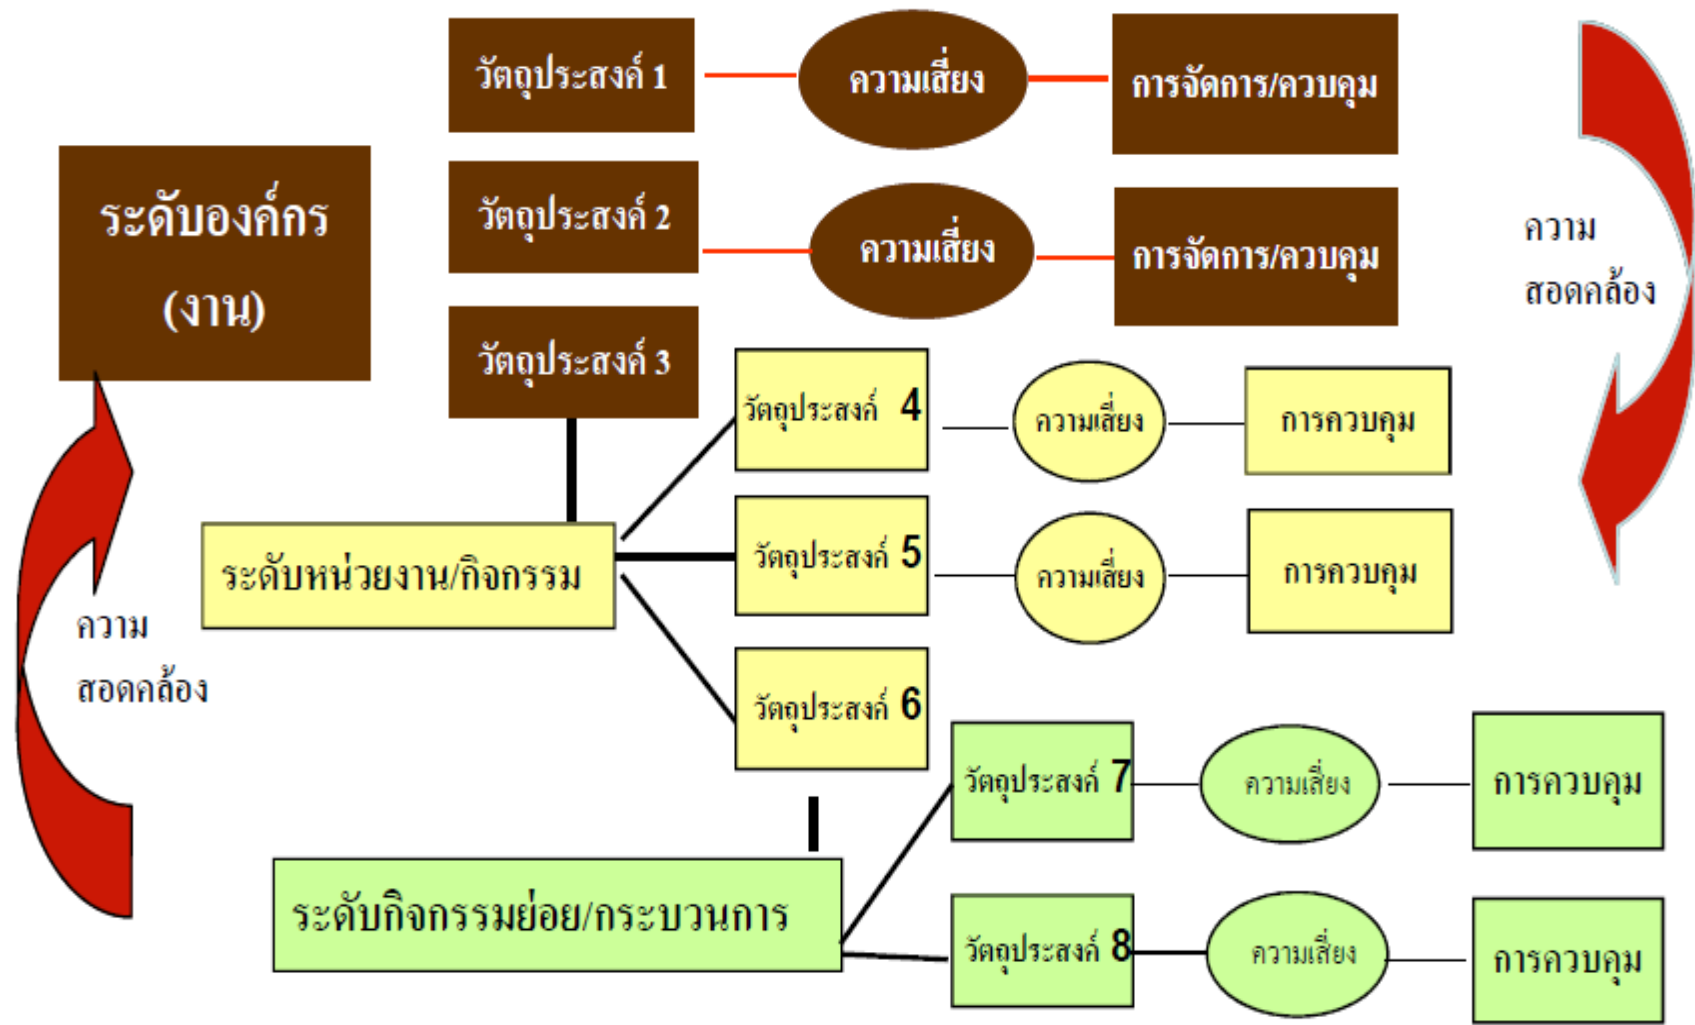 วัตถุประสงค์ 1
ความเสี่ยง
การจัดการ/ควบคุม
ระดับองค์กร
(งาน)
วัตถุประสงค์ 2
ความเสี่ยง
การจัดการ/ควบคุม
ความ
สอดคล้อง
วัตถุประสงค์ 3
วัตถุประสงค์ 4
ความเสี่ยง
การควบคุม
ระดับหน่วยงาน/กิจกรรม
วัตถุประสงค์ 5
ความเสี่ยง
การควบคุม
ความ
สอดคล้อง
วัตถุประสงค์ 6
วัตถุประสงค์ 7
ความเสี่ยง
การควบคุม
ระดับกิจกรรมย่อย/กระบวนการ
วัตถุประสงค์ 8
ความเสี่ยง
การควบคุม